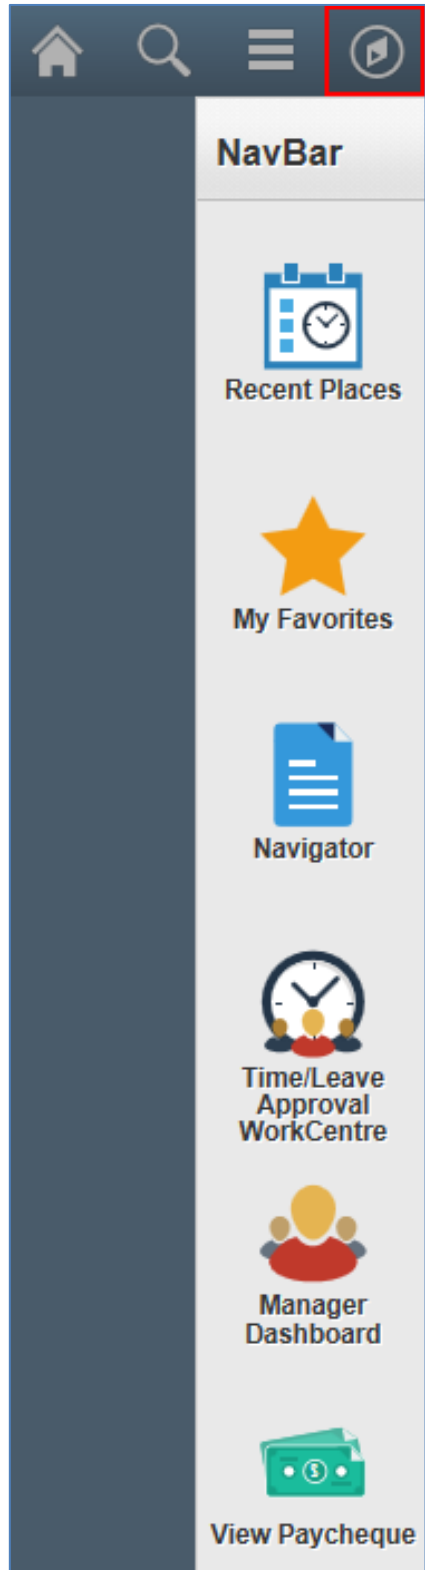 NavBar
Recent Places
My Favorites
Navigator
Time/Leave
Approval
WorkCentre
Manager
Dashboard
View Paycheque